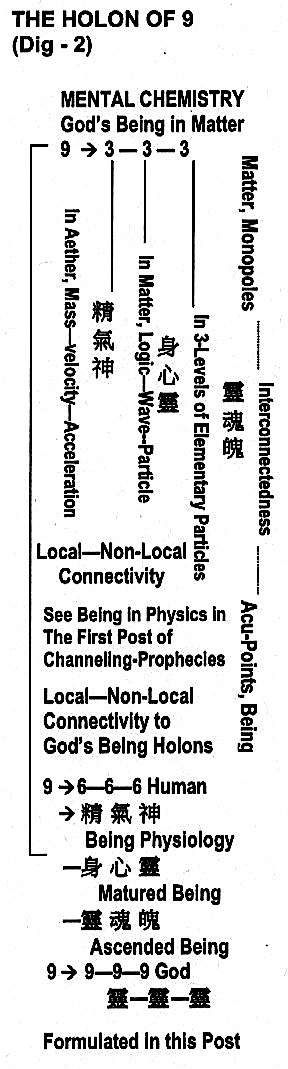 THE HOLON OF 9
(Dig - 2)
MENTAL CHEMISTRY
God's Being in Matter
9 → 3 — 3 — 3
In Aether, Mass—velocity—Acceleration
精氣神
In Matter, Logic—Wave--Particle
身心靈
In 3-Levels of Elementary Particles
靈魂魄
Matter, Monopoles ........... Interconnectedness ........... Acu-Points, Being
Local—Non-Local
Connectivity
See Being in Physics in
The First Post of
Channeling-Prophecies
Local—Non-Local
Connectivity to
God's Being Holons
9 → 6—6—6 Human
→ 精 氣 神
Being Physiology
—身 心 靈
Matured Being
—靈 魂 魄
Ascended Being
9 → 9—9—9 God
靈—靈—靈
Formulated in this Post